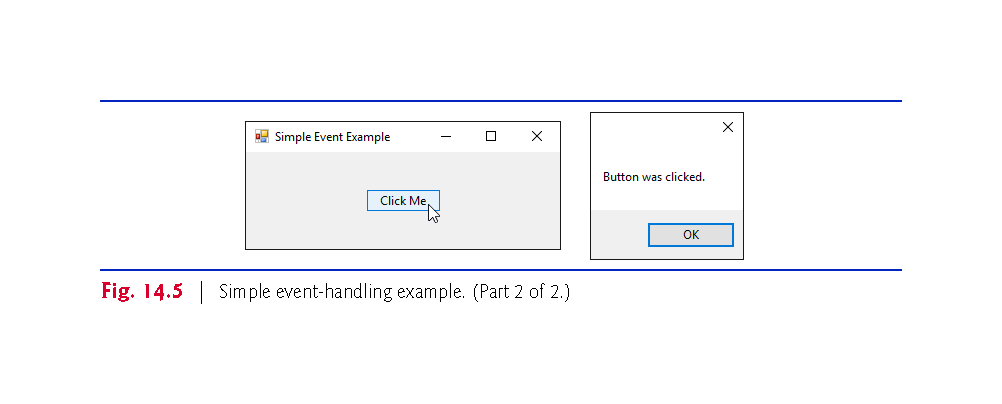 Simple Event Example
Click Me
Button was clicked.
OK
Fig. 14.5 | Simple event-handling example. (Part 2 of 2.)